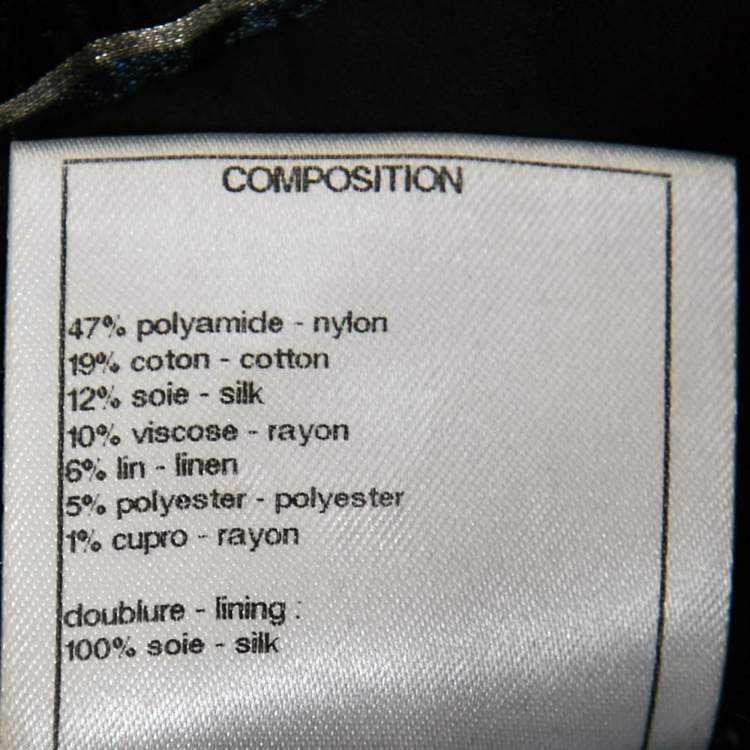 COMPOSITION
47% polyamide - nylon
19% coton - cotton
12% soie - silk
10% viscose - rayon
6% lin - linen
5% polyester - polyester
1% cupro - rayon
doublure - lining :
100% soie - silk